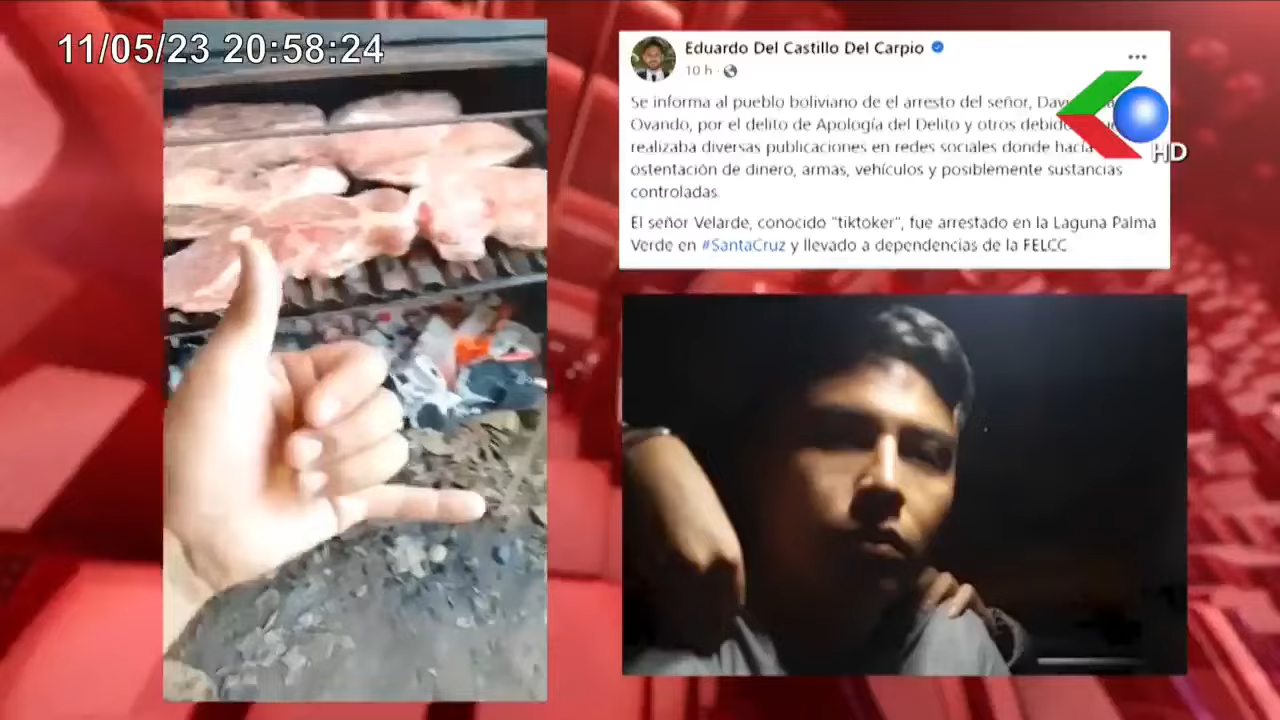 11/05/23 20:58:24
Eduardo Del Castillo Del Carpio
10 h
Se informa al pueblo boliviano de el arresto del señor,
Ovando, por el delito de Apología del Delito y otros
realizaba diversas publicaciones en redes sociales donde hacía
ostentación de dinero, armas, vehículos y posiblemente sustancias
controladas.
El señor Velarde, conocido "tiktoker", fue arrestado en la Laguna Palma
Verde en #SantaCruz y llevado a dependencias de la FELCC
HD